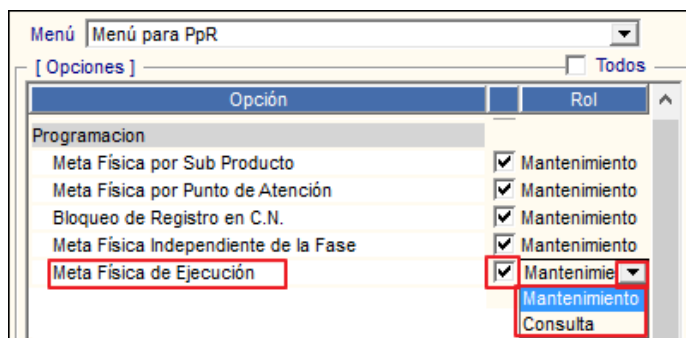 Menú Menú para PpR
[ Opciones ] Todos
Opción Rol
Programacion
Meta Física por Sub Producto Mantenimiento
Meta Física por Punto de Atención Mantenimiento
Bloqueo de Registro en C.N. Mantenimiento
Meta Física Independiente de la Fase Mantenimiento
Meta Física de Ejecución Mantenimie
Mantenimiento
Consulta